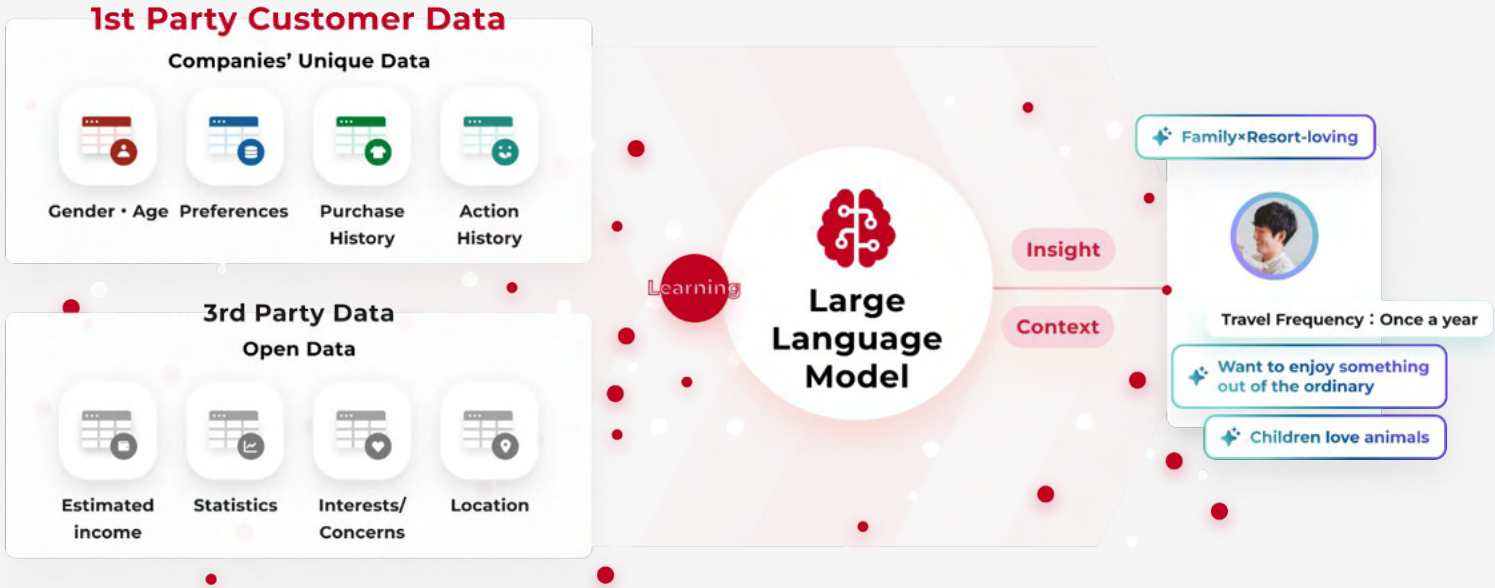 1st Party Customer Data
Companies’ Unique Data
Gender・Age
Preferences
Purchase
History
Action
History
3rd Party Data
Open Data
Estimated
income
Statistics
Interests/
Concerns
Location
Learning
Large
Language
Model
Insight
Context
Family×Resort-loving
Travel Frequency：Once a year
Want to enjoy something
out of the ordinary
Children love animals